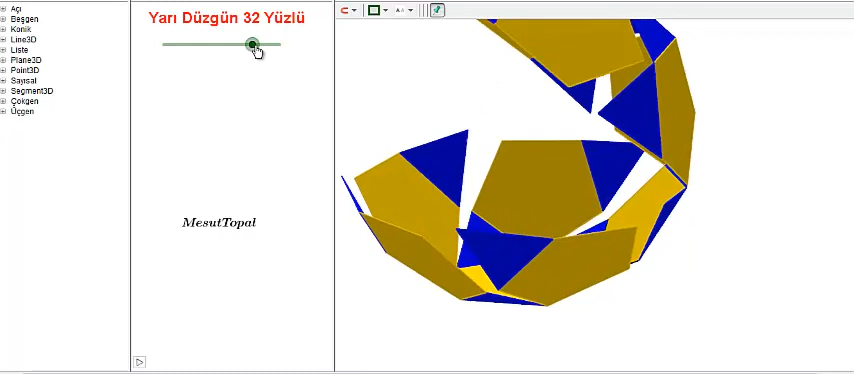 Açı
Beşgen
Konik
Line3D
Liste
Plane3D
Point3D
Sayısal
Segment3D
Çokgen
Üçgen
Yarı Düzgün 32 Yüzlü
MesutTopal